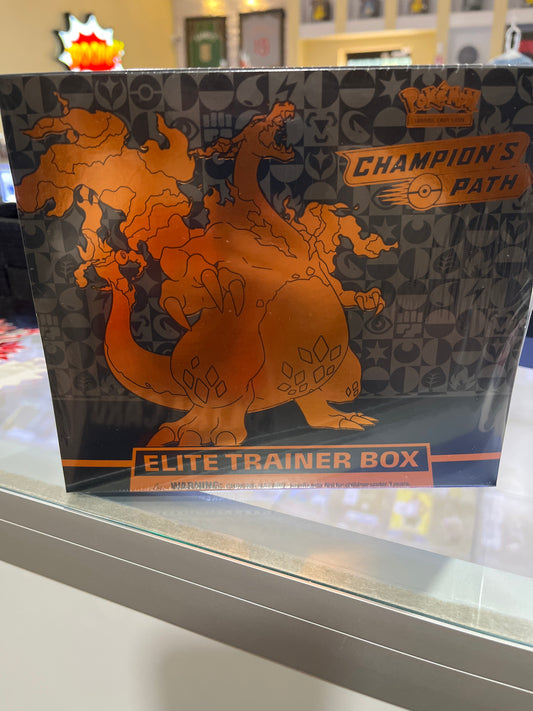 Pokémon
TRADING CARD GAME
CHAMPION'S
PATH
ELITE TRAINER BOX
WARNING: